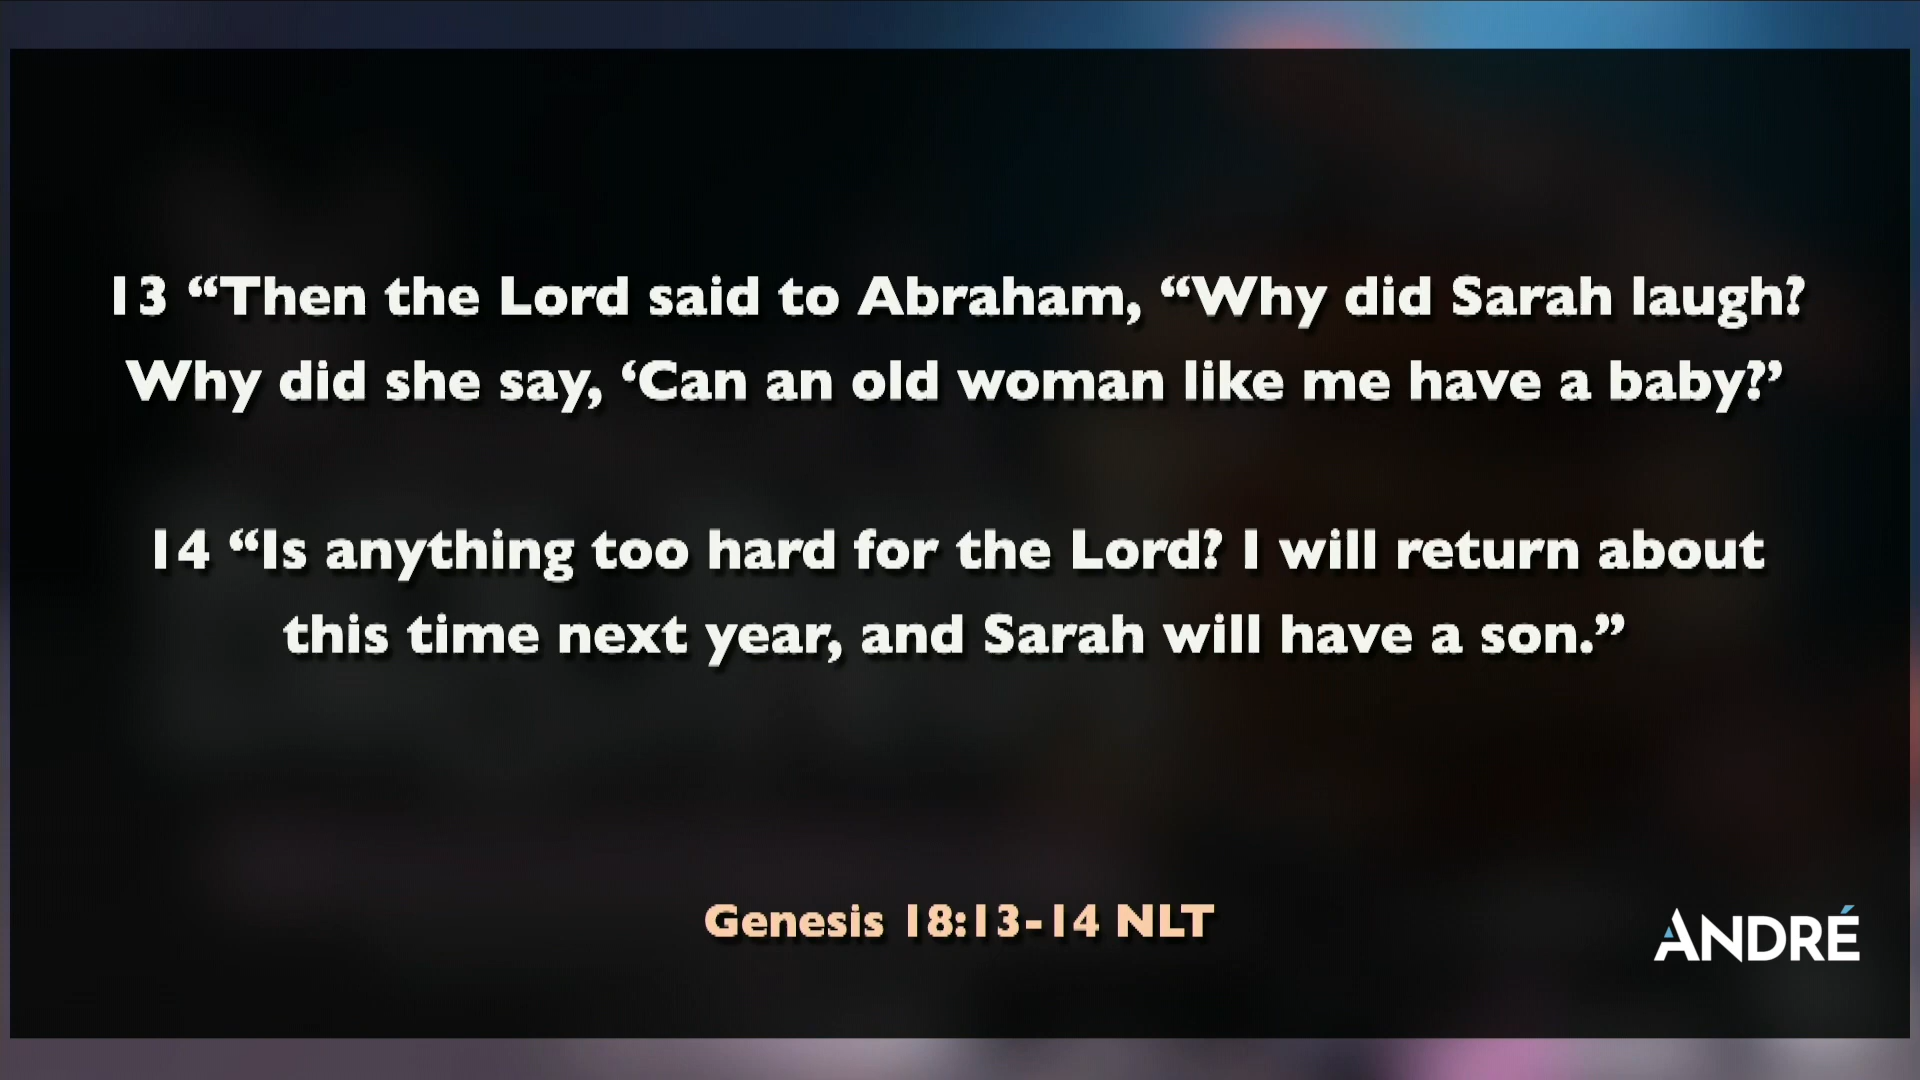 13 “Then the Lord said to Abraham, “Why did Sarah laugh?
Why did she say, ‘Can an old woman like me have a baby?’
14 “Is anything too hard for the Lord? I will return about
this time next year, and Sarah will have a son.”
Genesis 18:13-14 NLT
ANDRÉ